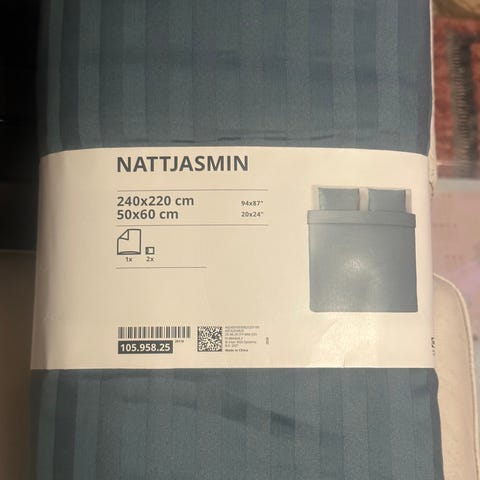 NATTJASMIN
240x220 cm 94x87"
50x60 cm 20x24"
1x 2x
105.958.25
Made in China